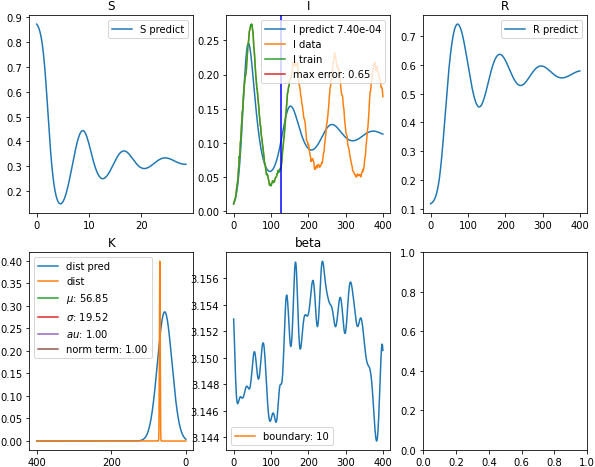 S
I
R
S predict
I predict 7.40e-04
I data
I train
max error: 0.65
R predict
0.9
0.8
0.7
0.6
0.5
0.4
0.3
0.2
0 10 20
0.25
0.20
0.15
0.10
0.05
0.00
0 100 200 300 400
0.7
0.6
0.5
0.4
0.3
0.2
0.1
0 100 200 300 400
K
beta
dist pred
dist
μ: 56.85
σ: 19.52
au: 1.00
norm term: 1.00
0.40
0.35
0.30
0.25
0.20
0.15
0.10
0.05
0.00
400 200 0
3.156
3.154
3.152
3.150
3.148
3.146
3.144
boundary: 10
0 100 200 300 400
1.0
0.8
0.6
0.4
0.2
0.0
0.0 0.2 0.4 0.6 0.8 1.0